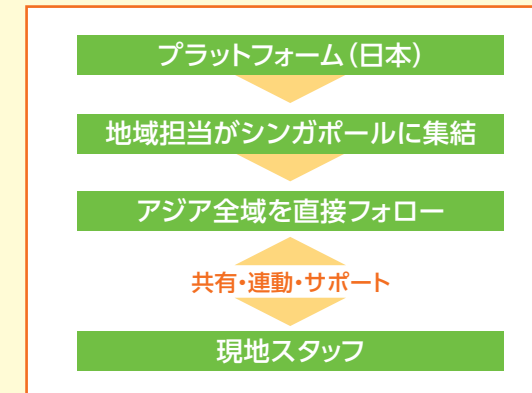 プラットフォーム（日本）
地域担当がシンガポールに集結
アジア全域を直接フォロー
共有・連動・サポート
現地スタッフ